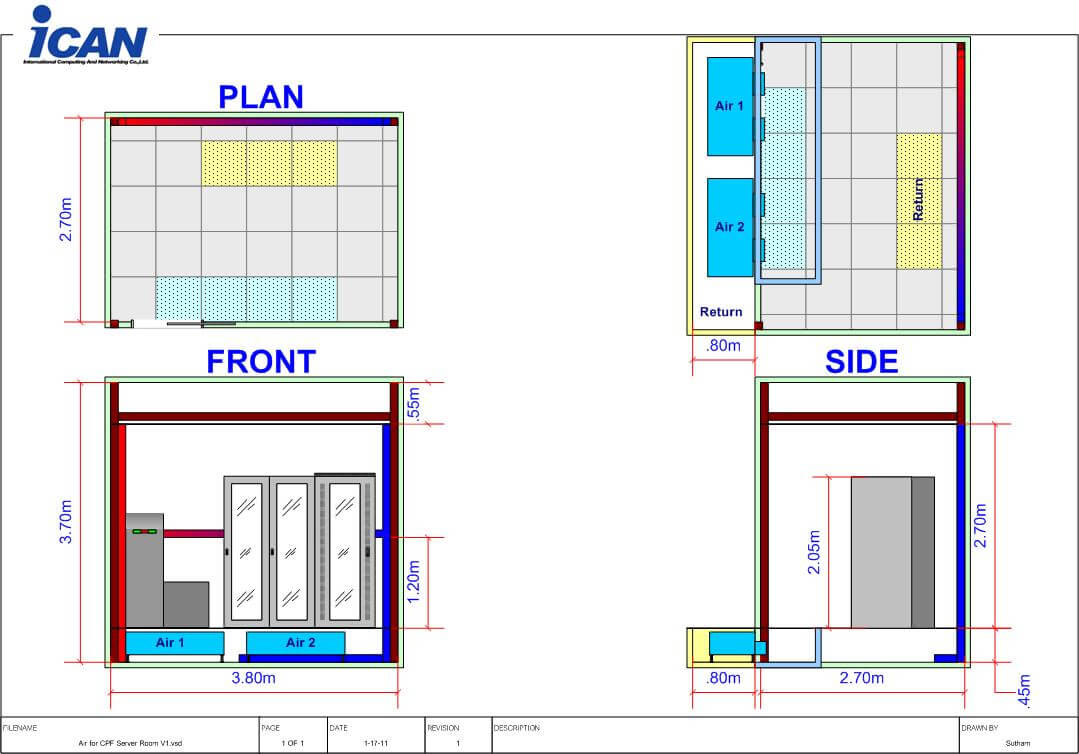 iCAN
International Computing And Networking Co.,Ltd.
PLAN
2.70m
Air 1
Air 2
Return
Return
.80m
FRONT
SIDE
.55m
3.70m
1.20m
Air 1
Air 2
3.80m
2.05m
2.70m
.80m
2.70m
.45m
FILENAME
Air for CPF Server Room V1.vsd
PAGE
1 OF 1
DATE
1-17-11
REVISION
1
DESCRIPTION
DRAWN BY
Sutham